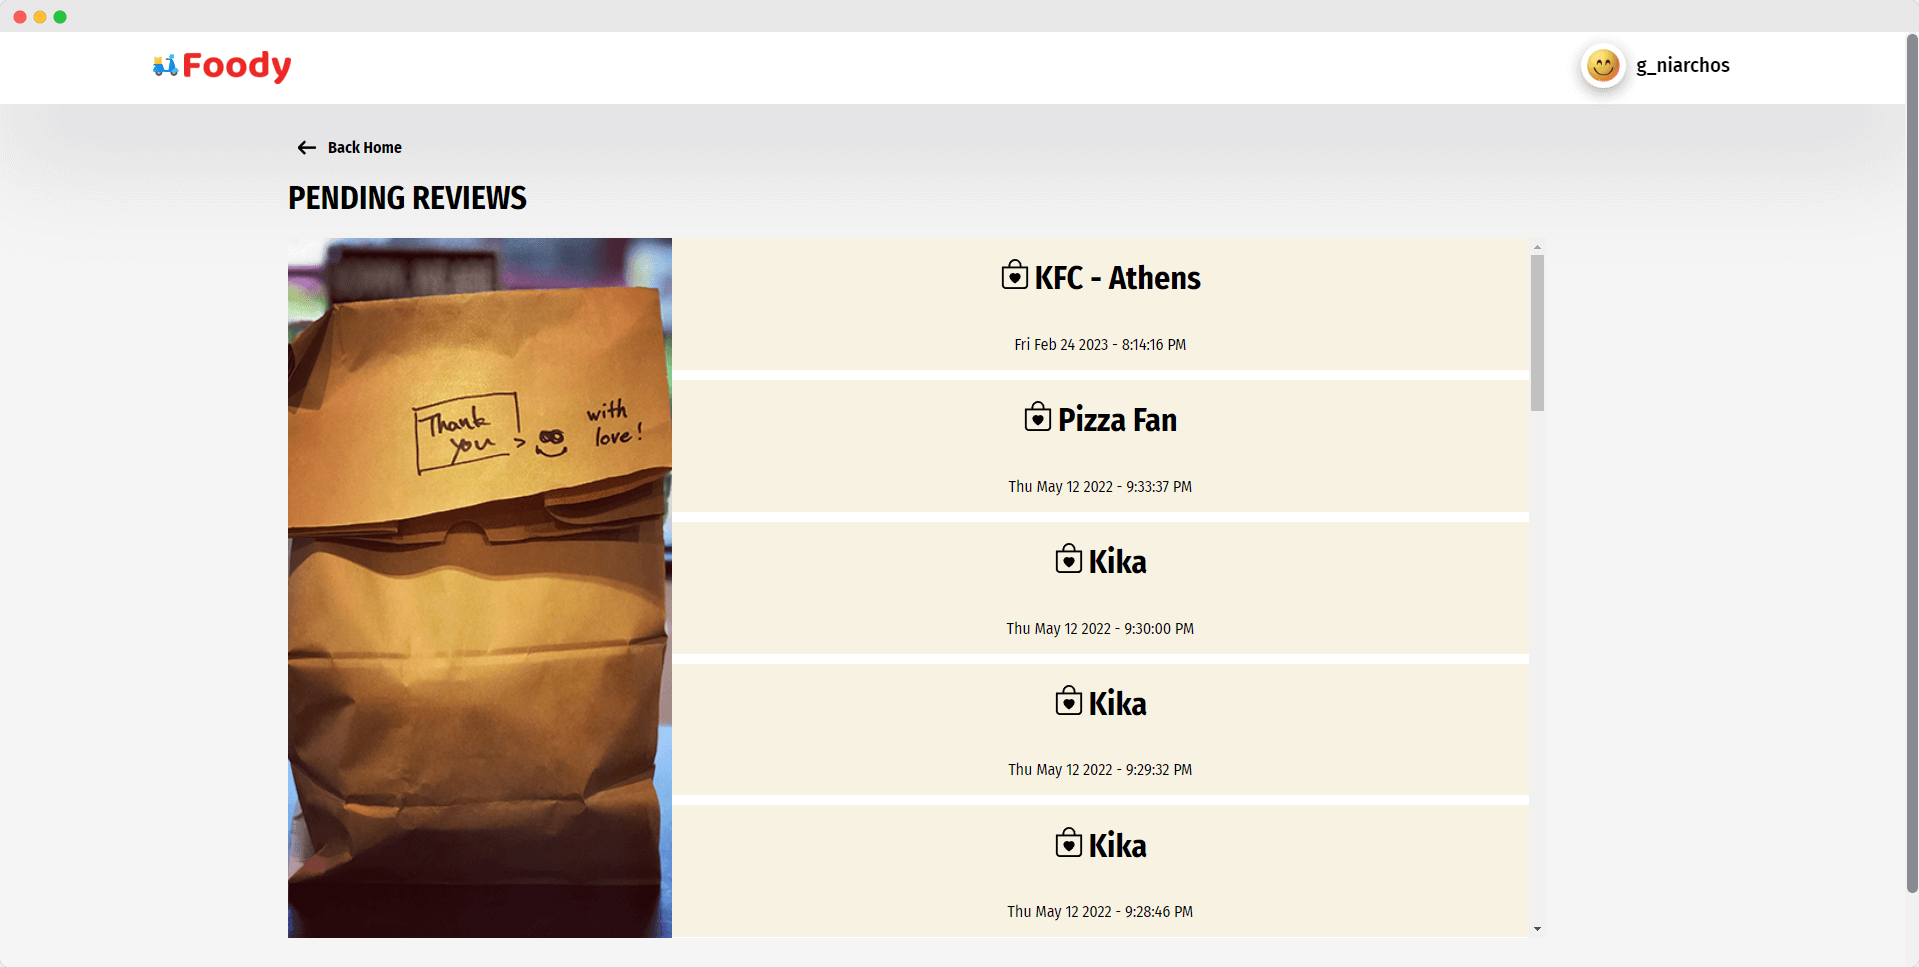 Foody
g_niarchos
Back Home
PENDING REVIEWS
Thank
you >
with
love!
KFC - Athens
Fri Feb 24 2023 - 8:14:16 PM
Pizza Fan
Thu May 12 2022 - 9:33:37 PM
Kika
Thu May 12 2022 - 9:30:00 PM
Kika
Thu May 12 2022 - 9:29:32 PM
Kika
Thu May 12 2022 - 9:28:46 PM